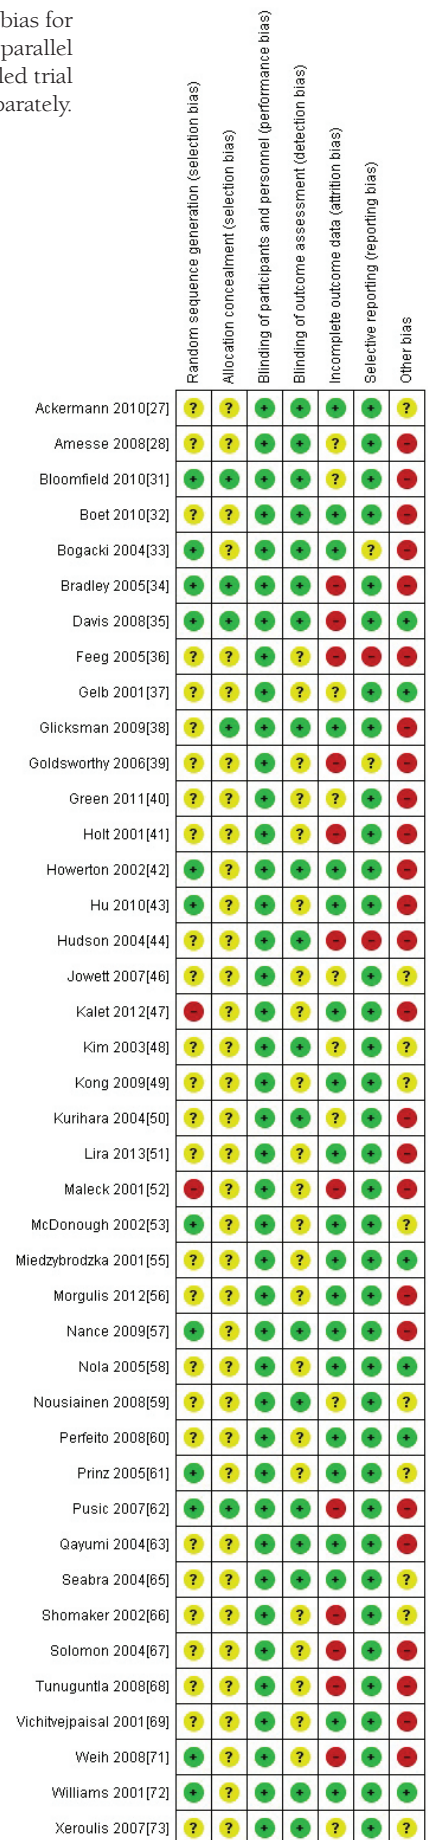 bias for
parallel
led trial
parately.
Random sequence generation (selection bias)
Allocation concealment (selection bias)
Blinding of participants and personnel (performance bias)
Blinding of outcome assessment (detection bias)
Incomplete outcome data (attrition bias)
Selective reporting (reporting bias)
Other bias
Ackermann 2010[27] ? ? + + + + ?
Amesse 2008[28] ? ? + + ? + -
Bloomfield 2010[31] + + + + ? + -
Boet 2010[32] ? ? + + + + -
Bogacki 2004[33] + ? + + + ? -
Bradley 2005[34] + + + + - + -
Davis 2008[35] + + + + - + +
Feeg 2005[36] ? ? + ? - - -
Gelb 2001[37] ? ? + ? ? + +
Glicksman 2009[38] ? + + + + + -
Goldsworthy 2006[39] ? ? + ? - ? -
Green 2011[40] ? ? + ? ? + -
Holt 2001[41] ? ? + ? - + -
Howerton 2002[42] + ? + + + + -
Hu 2010[43] + ? + ? + + -
Hudson 2004[44] ? ? + + - - -
Jowett 2007[46] ? ? + ? ? + ?
Kalet 2012[47] - ? + ? + + -
Kim 2003[48] ? ? + + ? + ?
Kong 2009[49] ? ? + ? + + ?
Kurihara 2004[50] ? ? + + ? + -
Lira 2013[51] ? ? + ? + + -
Maleck 2001[52] - ? + ? - + -
McDonough 2002[53] + ? + ? + + ?
Miedzybrodzka 2001[55] ? ? + ? + + +
Morgulis 2012[56] ? ? + ? + + -
Nance 2009[57] + ? + + + + -
Nola 2005[58] ? ? + ? + + +
Nousiainen 2008[59] ? ? + + ? + ?
Perfeito 2008[60] ? ? + ? + + +
Prinz 2005[61] + ? + ? + + ?
Pusic 2007[62] + + + + - + -
Qayumi 2004[63] ? ? + + + + -
Seabra 2004[65] ? ? + + + + ?
Shomaker 2002[66] ? ? + ? - + ?
Solomon 2004[67] ? ? + ? - + -
Tunuguntla 2008[68] ? ? + ? - + -
Vichitvejpaisal 2001[69] ? ? + ? + + -
Weih 2008[71] + ? + ? - + -
Williams 2001[72] + ? + + + + +
Xeroulis 2007[73] ? ? + + ? + ?